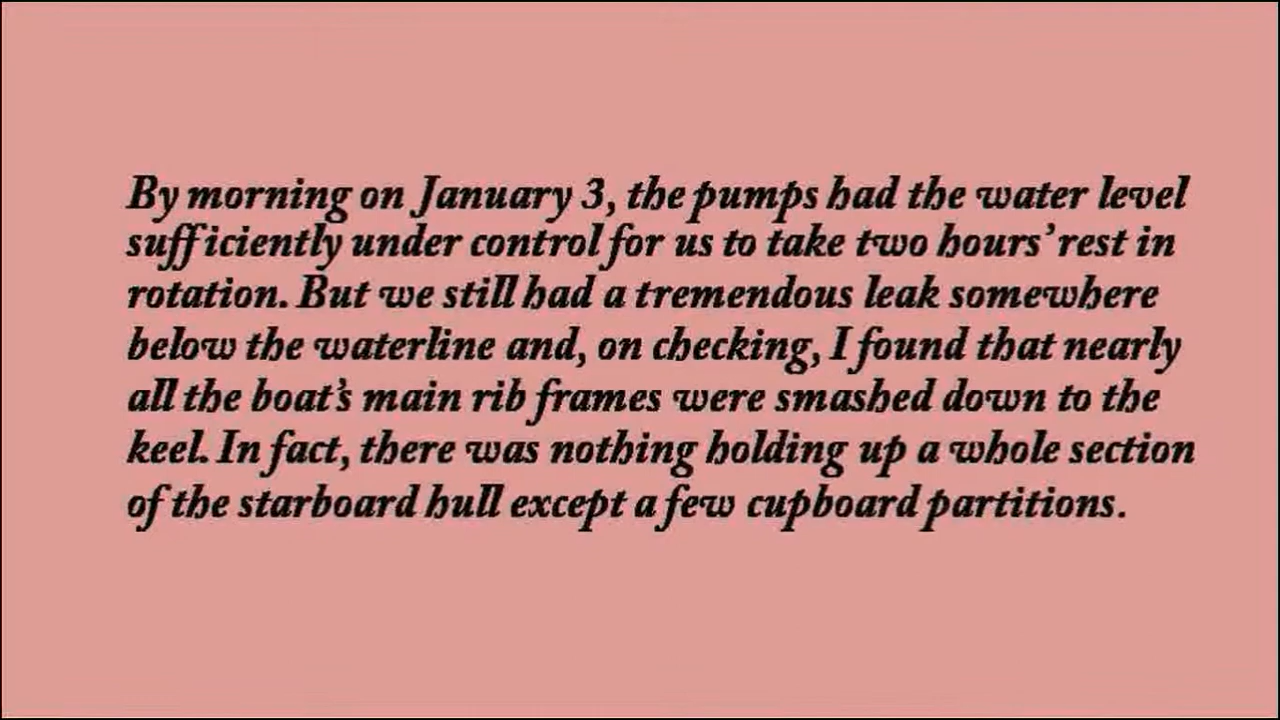 By morning on January 3, the pumps had the water level
sufficiently under control for us to take two hours’ rest in
rotation. But we still had a tremendous leak somewhere
below the waterline and, on checking, I found that nearly
all the boat’s main rib frames were smashed down to the
keel. In fact, there was nothing holding up a whole section
of the starboard hull except a few cupboard partitions.